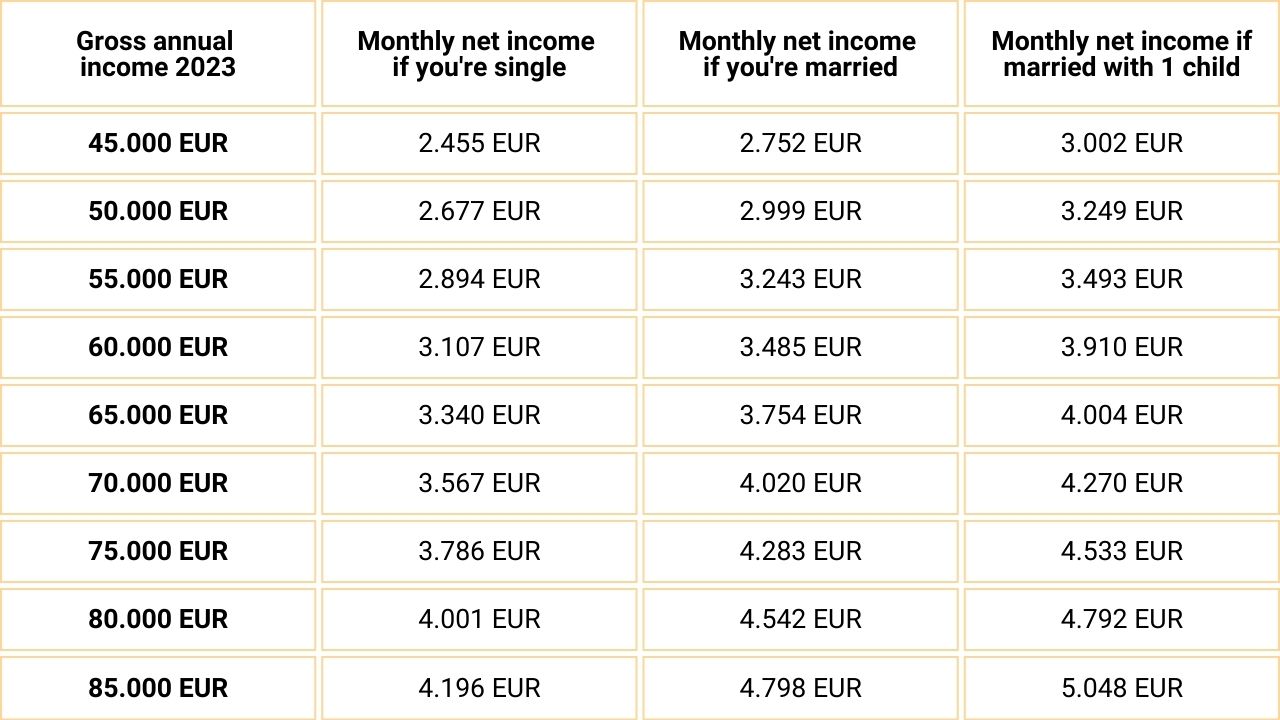 Gross annual
income 2023
Monthly net income
if you're single
Monthly net income
if you're married
Monthly net income if
married with 1 child
45.000 EUR
2.455 EUR
2.752 EUR
3.002 EUR
50.000 EUR
2.677 EUR
2.999 EUR
3.249 EUR
55.000 EUR
2.894 EUR
3.243 EUR
3.493 EUR
60.000 EUR
3.107 EUR
3.485 EUR
3.910 EUR
65.000 EUR
3.340 EUR
3.754 EUR
4.004 EUR
70.000 EUR
3.567 EUR
4.020 EUR
4.270 EUR
75.000 EUR
3.786 EUR
4.283 EUR
4.533 EUR
80.000 EUR
4.001 EUR
4.542 EUR
4.792 EUR
85.000 EUR
4.196 EUR
4.798 EUR
5.048 EUR